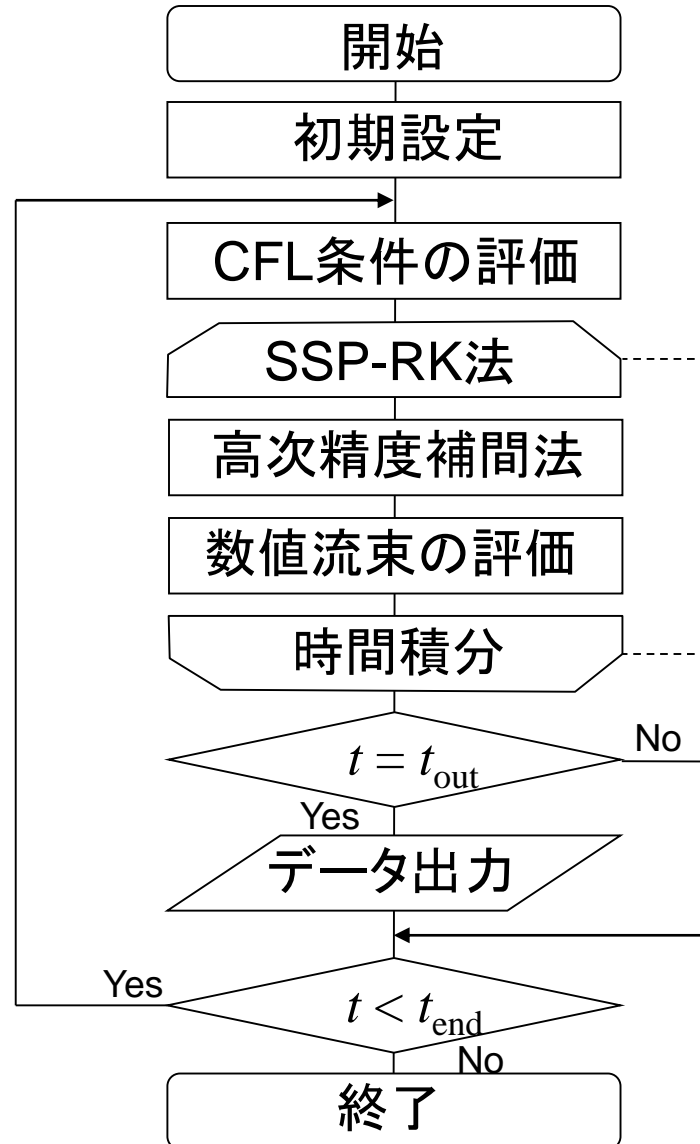 開始
初期設定
CFL条件の評価
SSP-RK法
高次精度補間法
数値流束の評価
時間積分
t = t_out
No
Yes
データ出力
Yes
t < t_end
No
終了